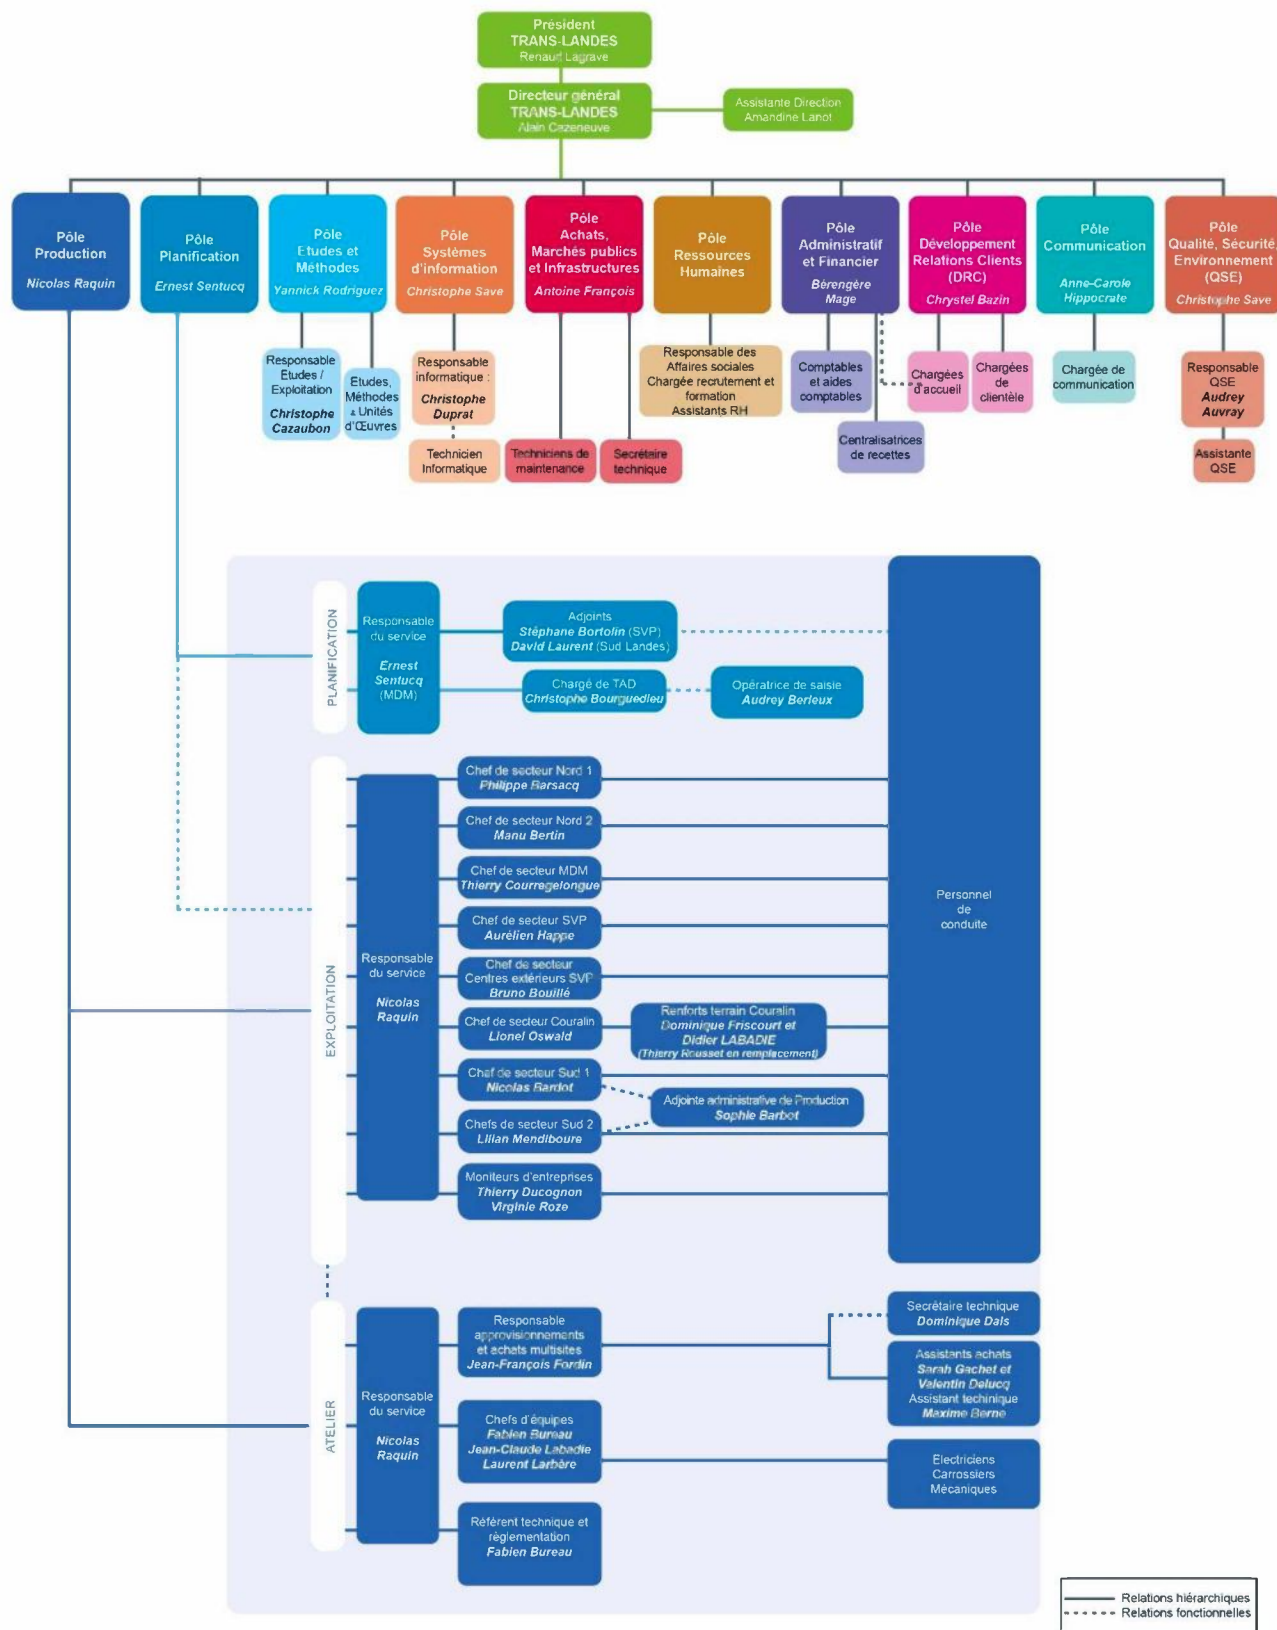 Président
TRANS-LANDES
Renaud Lagrave
Directeur général
TRANS-LANDES
Alain Cazeneuve
Assistante Direction
Amandine Lanot
Pôle
Production
Nicolas Raquin
Pôle
Planification
Ernest Sentucq
Pôle
Etudes et
Méthodes
Yannick Rodriguez
Pôle
Systèmes
d'information
Christophe Save
Pôle
Achats,
Marchés publics
et Infrastructures
Antoine François
Pôle
Ressources
Humaines
Pôle
Administratif
et Financier
Bérengère
Mage
Pôle
Développement
Relations Clients
(DRC)
Chrystel Bazin
Pôle
Communication
Anne-Carole
Hippocrate
Pôle
Qualité, Sécurité,
Environnement
(QSE)
Christophe Save
Responsable
Etudes /
Exploitation
Christophe
Cazaubon
Etudes,
Méthodes
& Unités
d'Œuvres
Responsable
informatique :
Christophe
Duprat
Technicien
Informatique
Techniciens de
maintenance
Secrétaire
technique
Responsable des
Affaires sociales
Chargée recrutement et
formation
Assistants RH
Comptables
et aides
comptables
Centralisatrices
de recettes
Chargées
d'accueil
Chargées
de
clientèle
Chargée de
communication
Responsable
QSE
Audrey
Auvray
Assistante
QSE
PLANIFICATION
Responsable
du service
Ernest
Sentucq
(MDM)
Adjoints
Stéphane Bortolin (SVP)
David Laurent (Sud Landes)
Chargé de TAD
Christophe Bourguedieu
Opératrice de saisie
Audrey Berleux
EXPLOITATION
Responsable
du service
Nicolas
Raquin
Chef de secteur Nord 1
Philippe Barsacq
Chef de secteur Nord 2
Manu Bertin
Chef de secteur MDM
Thierry Courregelongue
Chef de secteur SVP
Aurélien Happe
Chef de secteur
Centres extérieurs SVP
Bruno Bouillé
Chef de secteur Couralin
Lionel Oswald
Renforts terrain Couralin
Dominique Friscourt et
Didier LABADIE
(Thierry Rousset en remplacement)
Chef de secteur Sud 1
Nicolas Bardot
Adjointe administrative de Production
Sophie Barbot
Chefs de secteur Sud 2
Lilian Mendiboure
Moniteurs d'entreprises
Thierry Ducognon
Virginie Roze
Personnel
de
conduite
ATELIER
Responsable
du service
Nicolas
Raquin
Responsable
approvisionnements
et achats multisites
Jean-François Fordin
Secrétaire technique
Dominique Dais
Assistants achats
Sarah Gachet et
Valentin Delucq
Assistant techinique
Maxime Berne
Chefs d'équipes
Fabien Bureau
Jean-Claude Labadie
Laurent Larbère
Electriciens
Carrossiers
Mécaniques
Référent technique et
règlementation
Fabien Bureau
Relations hiérarchiques
Relations fonctionnelles